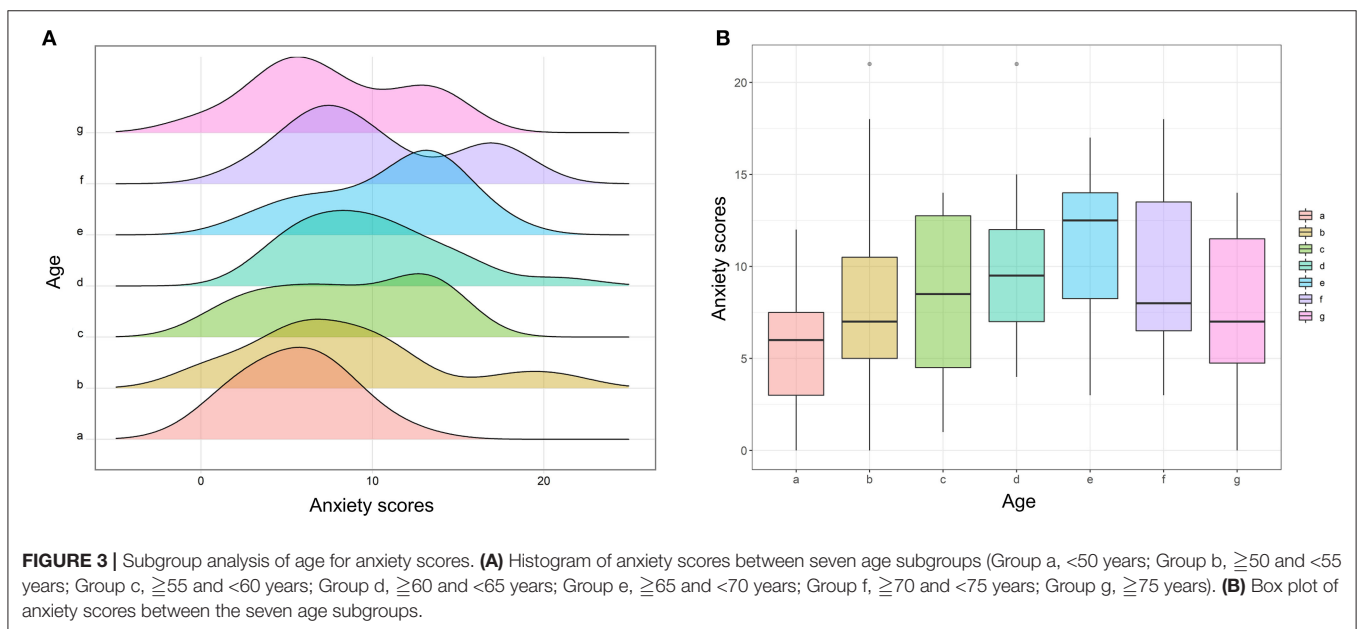 A
g
f
e
d
c
b
a
Age
0 10 20
Anxiety scores
B
20
15
10
5
0
Anxiety scores
a b c d e f g
Age
a
b
c
d
e
f
g
FIGURE 3 | Subgroup analysis of age for anxiety scores. (A) Histogram of anxiety scores between seven age subgroups (Group a, <50 years; Group b, ≧50 and <55
years; Group c, ≧55 and <60 years; Group d, ≧60 and <65 years; Group e, ≧65 and <70 years; Group f, ≧70 and <75 years; Group g, ≧75 years). (B) Box plot of
anxiety scores between the seven age subgroups.